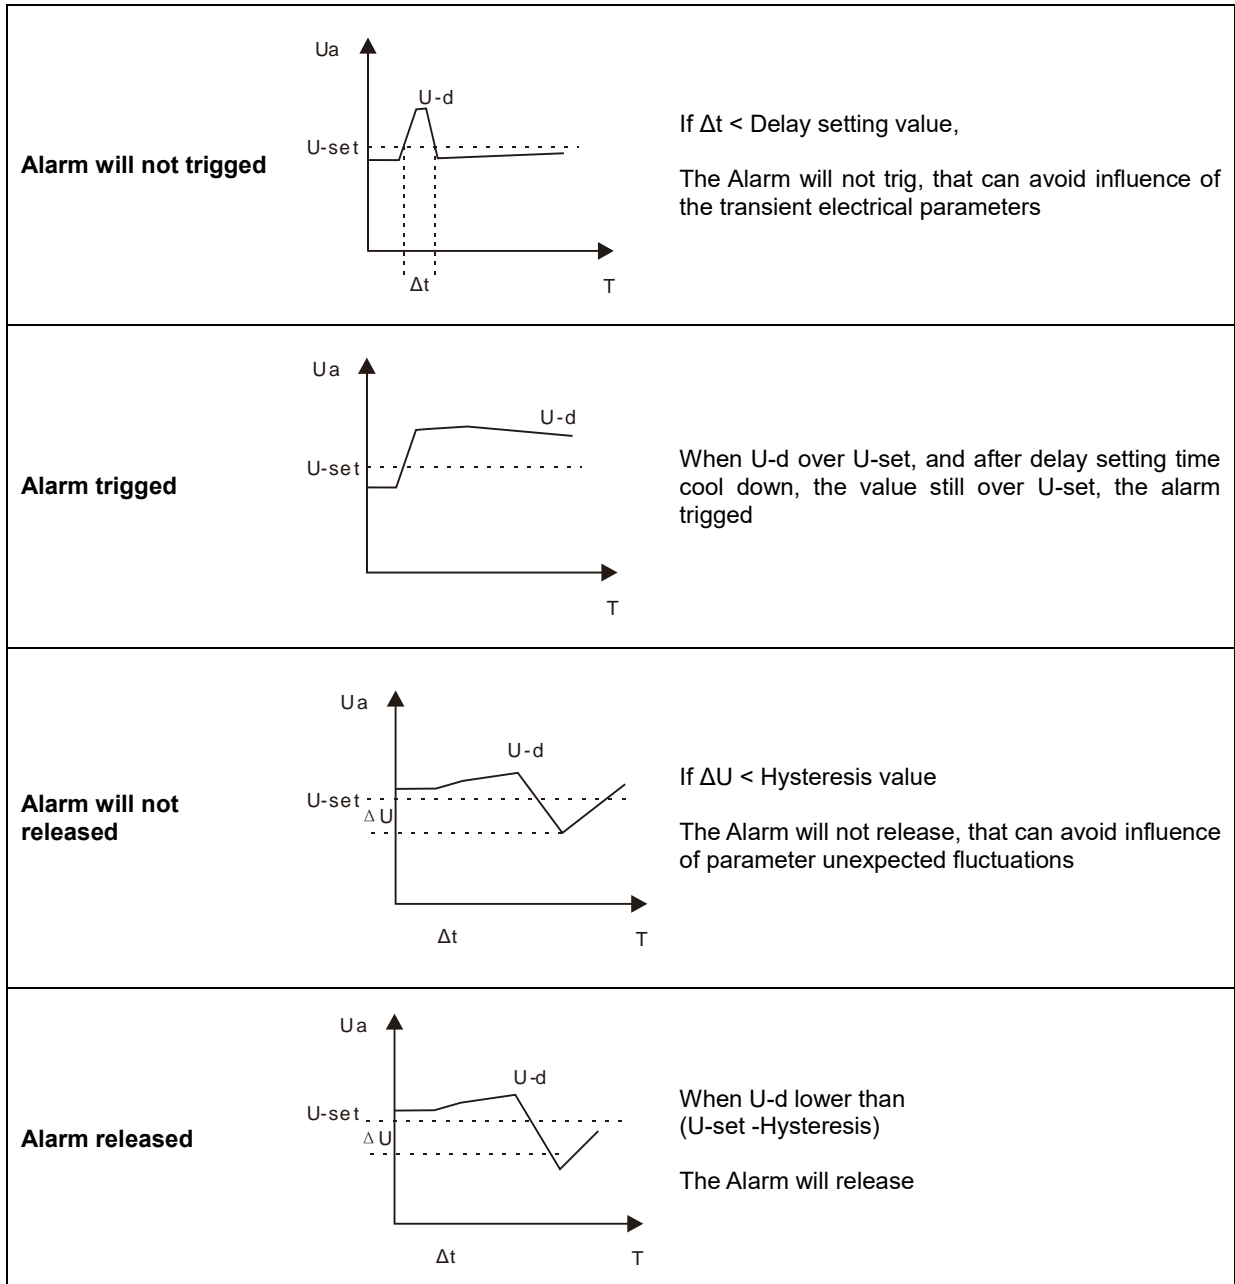 Ua
U-d
U-set
Δt
T
Alarm will not trigged
If Δt < Delay setting value,
The Alarm will not trig, that can avoid influence of
the transient electrical parameters
Ua
U-d
U-set
T
Alarm trigged
When U-d over U-set, and after delay setting time
cool down, the value still over U-set, the alarm
trigged
Ua
U-d
U-set
ΔU
Δt
T
Alarm will not
released
If ΔU < Hysteresis value
The Alarm will not release, that can avoid influence
of parameter unexpected fluctuations
Ua
U-d
U-set
ΔU
Δt
T
Alarm released
When U-d lower than
(U-set -Hysteresis)
The Alarm will release